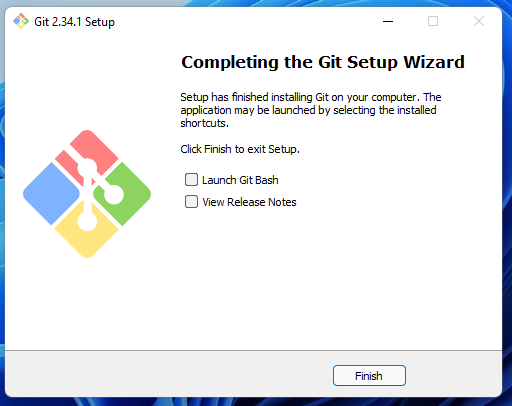 Git 2.34.1 Setup
Completing the Git Setup Wizard
Setup has finished installing Git on your computer. The
application may be launched by selecting the installed
shortcuts.
Click Finish to exit Setup.
Launch Git Bash
View Release Notes
Finish